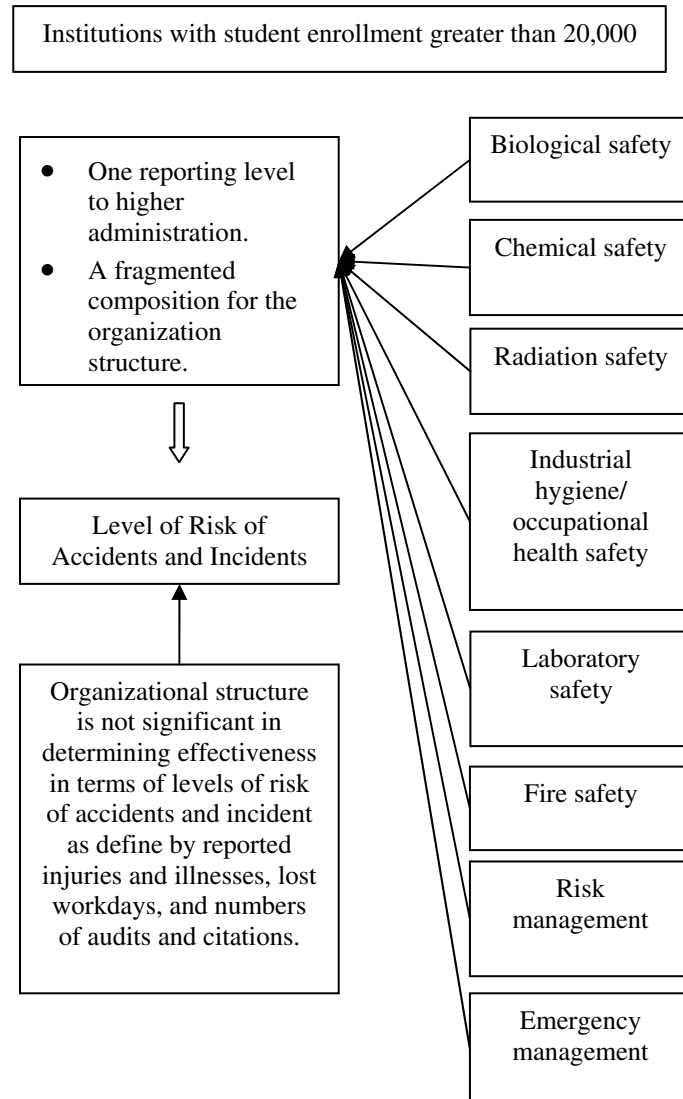 Institutions with student enrollment greater than 20,000
● One reporting level
to higher
administration.
● A fragmented
composition for the
organization
structure.
Level of Risk of
Accidents and Incidents
Organizational structure
is not significant in
determining effectiveness
in terms of levels of risk
of accidents and incident
as define by reported
injuries and illnesses, lost
workdays, and numbers
of audits and citations.
Biological safety
Chemical safety
Radiation safety
Industrial
hygiene/
occupational
health safety
Laboratory
safety
Fire safety
Risk
management
Emergency
management